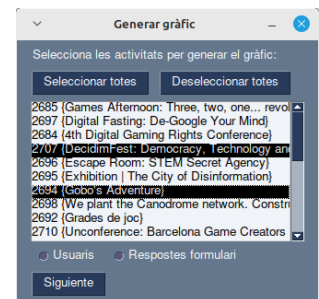 Generar gràfic
Selecciona les activitats per generar el gràfic:
Seleccionar totes
Deseleccionar totes
2685 {Games Afternoon: Three, two, one... revol
2697 {Digital Fasting: De-Google Your Mind}
2684 {4th Digital Gaming Rights Conference}
2707 {DecidimFest: Democracy, Technology and
2696 {Escape Room: STEM Secret Agency}
2695 {Exhibition | The City of Disinformation}
2694 {Gobo's Adventure}
2698 {We plant the Canodrome network. Constru
2692 {Grades de joc}
2710 {Unconference: Barcelona Game Creators
Usuaris
Respostes formulari
Siguiente